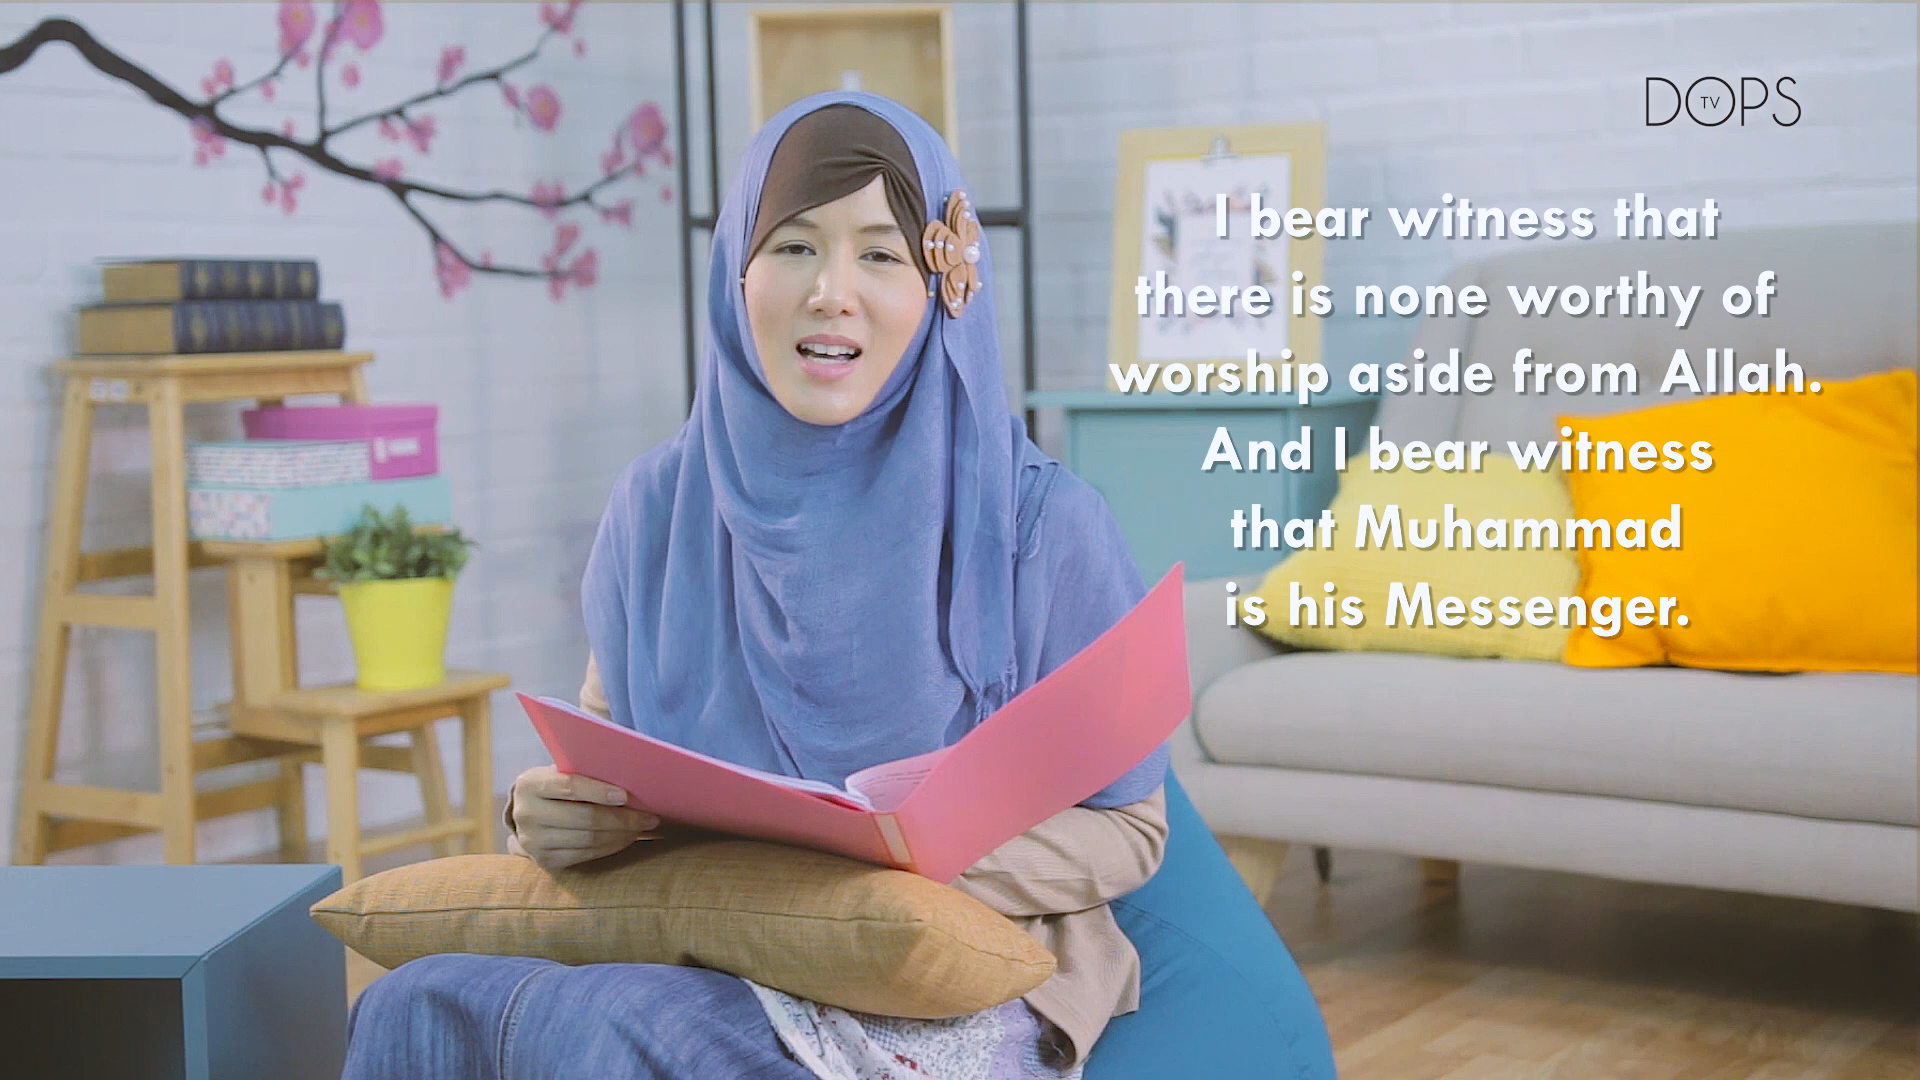 DOPS
TV
I bear witness that
there is none worthy of
worship aside from Allah.
And I bear witness
that Muhammad
is his Messenger.